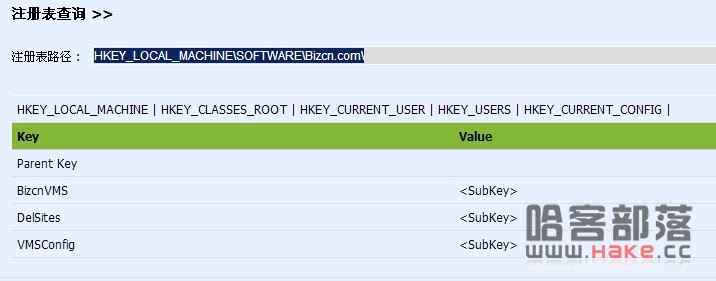 注册表查询 >>
注册表路径： HKEY_LOCAL_MACHINE\SOFTWARE\Bizcn.com\
HKEY_LOCAL_MACHINE | HKEY_CLASSES_ROOT | HKEY_CURRENT_USER | HKEY_USERS | HKEY_CURRENT_CONFIG |
Key Value
Parent Key
BizcnVMS <SubKey>
DelSites <SubKey>
VMSConfig <SubKey>
哈客部落
www.Hake.cc